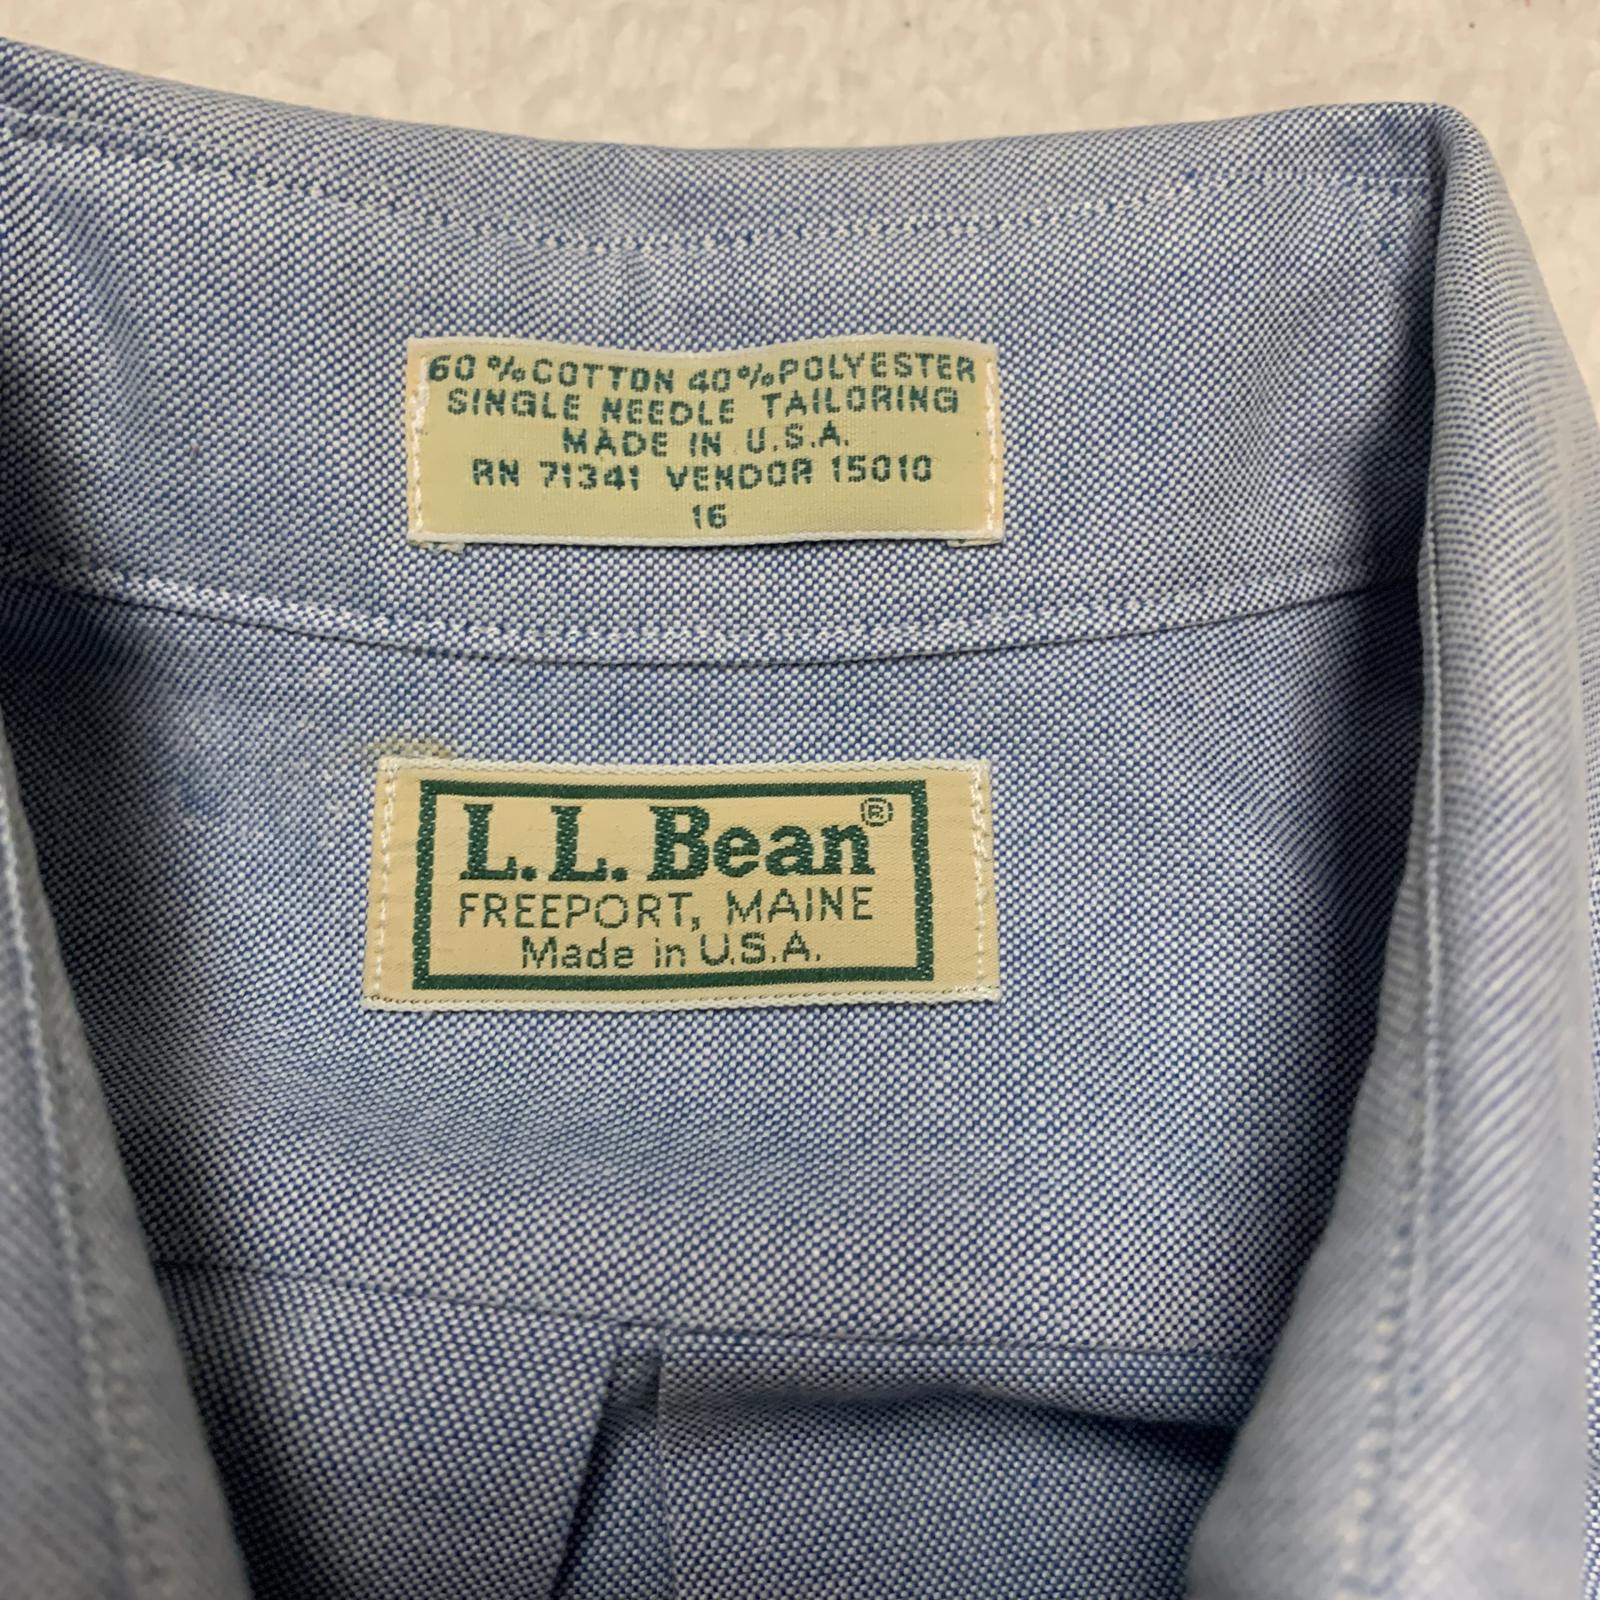 60% COTTON 40% POLYESTER
SINGLE NEEDLE TAILORING
MADE IN U.S.A.
RN 71341 VENDOR 15010
16
L.L.Bean®
FREEPORT, MAINE
Made in U.S.A.